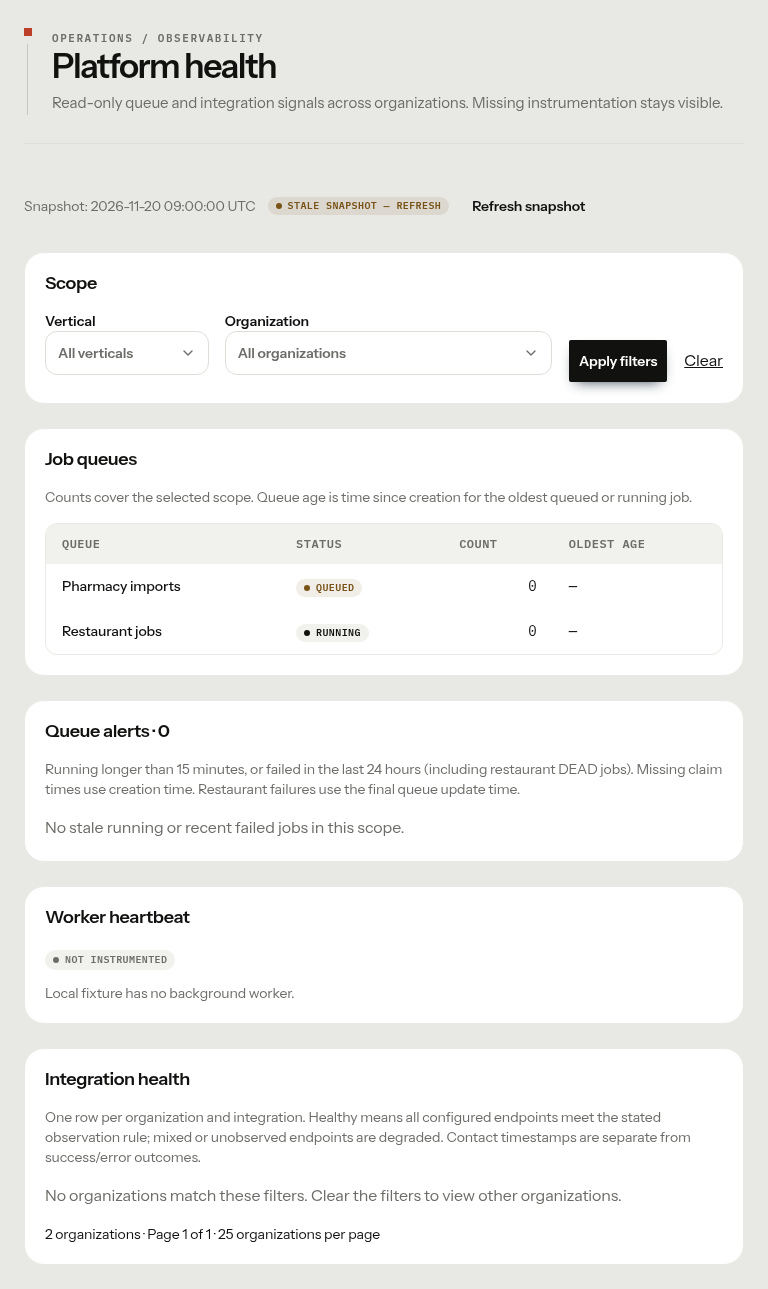 OPERATIONS / OBSERVABILITY
Platform health
Read-only queue and integration signals across organizations. Missing instrumentation stays visible.
Snapshot: 2026-11-20 09:00:00 UTC STALE SNAPSHOT — REFRESH Refresh snapshot
Scope
Vertical Organization
All verticals All organizations Apply filters Clear
Job queues
Counts cover the selected scope. Queue age is time since creation for the oldest queued or running job.
QUEUE STATUS COUNT OLDEST AGE
Pharmacy imports QUEUED 0 —
Restaurant jobs RUNNING 0 —
Queue alerts · 0
Running longer than 15 minutes, or failed in the last 24 hours (including restaurant DEAD jobs). Missing claim
times use creation time. Restaurant failures use the final queue update time.
No stale running or recent failed jobs in this scope.
Worker heartbeat
NOT INSTRUMENTED
Local fixture has no background worker.
Integration health
One row per organization and integration. Healthy means all configured endpoints meet the stated
observation rule; mixed or unobserved endpoints are degraded. Contact timestamps are separate from
success/error outcomes.
No organizations match these filters. Clear the filters to view other organizations.
2 organizations · Page 1 of 1 · 25 organizations per page